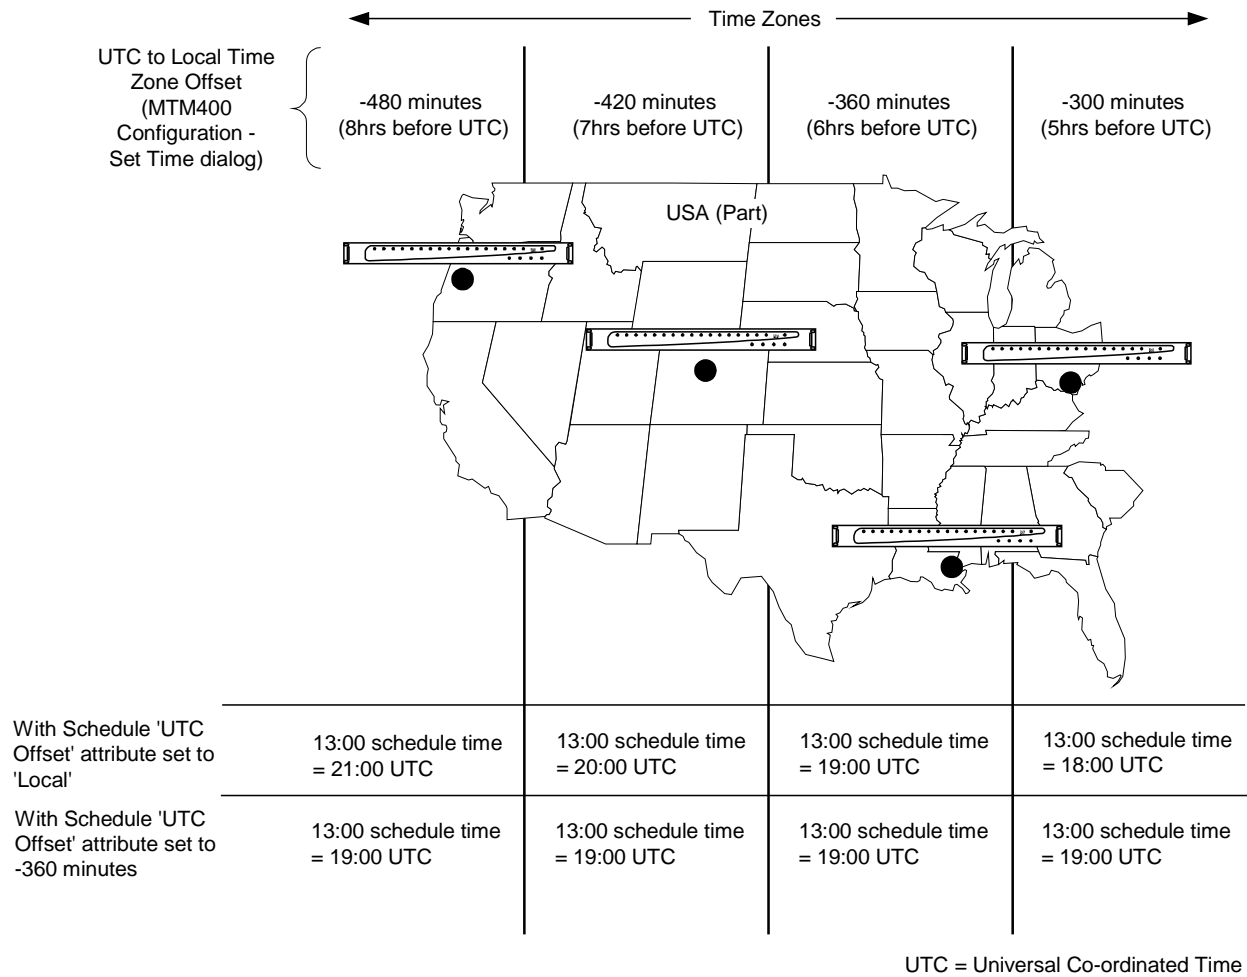 Time Zones
UTC to Local Time
Zone Offset
(MTM400
Configuration -
Set Time dialog)
-480 minutes
(8hrs before UTC)
-420 minutes
(7hrs before UTC)
-360 minutes
(6hrs before UTC)
-300 minutes
(5hrs before UTC)
USA (Part)
With Schedule 'UTC
Offset' attribute set to
'Local'
13:00 schedule time
= 21:00 UTC
13:00 schedule time
= 20:00 UTC
13:00 schedule time
= 19:00 UTC
13:00 schedule time
= 18:00 UTC
With Schedule 'UTC
Offset' attribute set to
-360 minutes
13:00 schedule time
= 19:00 UTC
13:00 schedule time
= 19:00 UTC
13:00 schedule time
= 19:00 UTC
13:00 schedule time
= 19:00 UTC
UTC = Universal Co-ordinated Time